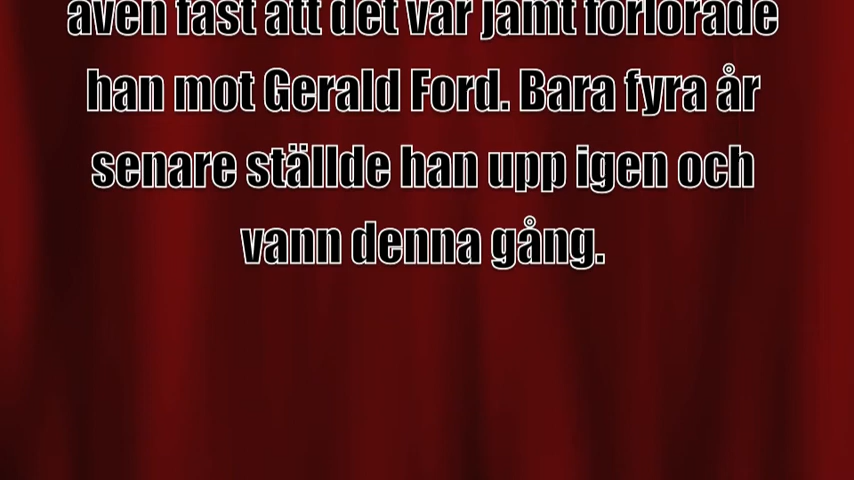 även fast att det var jämt förlorade
han mot Gerald Ford. Bara fyra år
senare ställde han upp igen och
vann denna gång.